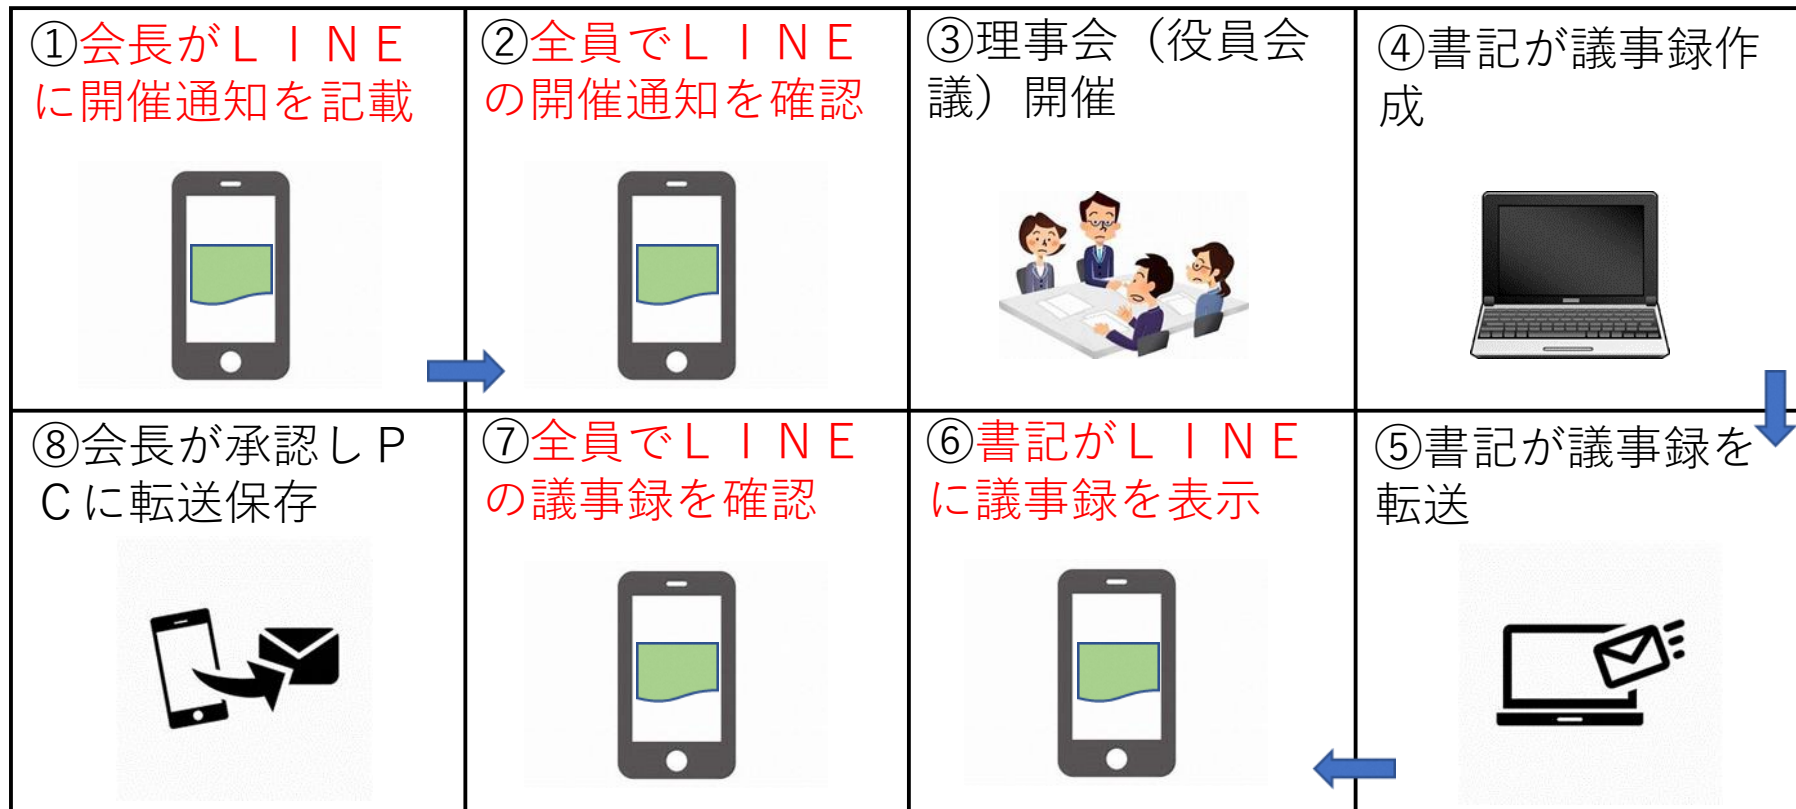 ①会長がＬＩＮＥ
に開催通知を記載
②全員でＬＩＮＥ
の開催通知を確認
③理事会（役員会
議）開催
④書記が議事録作
成
⑤書記が議事録を
転送
⑥書記がＬＩＮＥ
に議事録を表示
⑦全員でＬＩＮＥ
の議事録を確認
⑧会長が承認しＰ
Ｃに転送保存